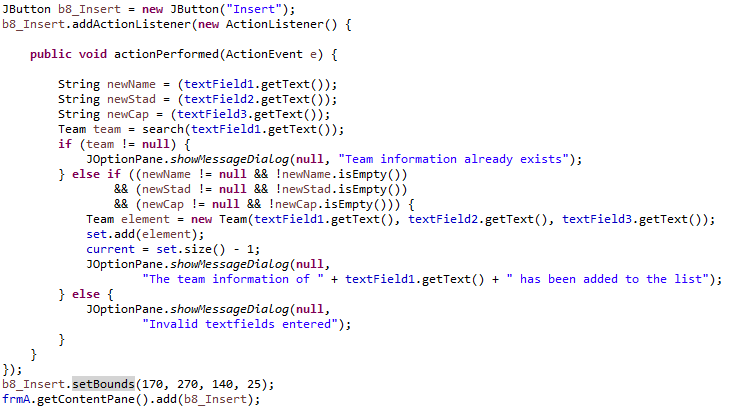 JButton b8_Insert = new JButton("Insert");
b8_Insert.addActionListener(new ActionListener() {
public void actionPerformed(ActionEvent e) {
String newName = (textField1.getText());
String newStad = (textField2.getText());
String newCap = (textField3.getText());
Team team = search(textField1.getText());
if (team != null) {
JOptionPane.showMessageDialog(null, "Team information already exists");
} else if ((newName != null && !newName.isEmpty())
&& (newStad != null && !newStad.isEmpty())
&& (newCap != null && !newCap.isEmpty())) {
Team element = new Team(textField1.getText(), textField2.getText(), textField3.getText());
set.add(element);
current = set.size() - 1;
JOptionPane.showMessageDialog(null,
"The team information of " + textField1.getText() + " has been added to the list");
} else {
JOptionPane.showMessageDialog(null,
"Invalid textfields entered");
}
}
});
b8_Insert.setBounds(170, 270, 140, 25);
frmA.getContentPane().add(b8_Insert);